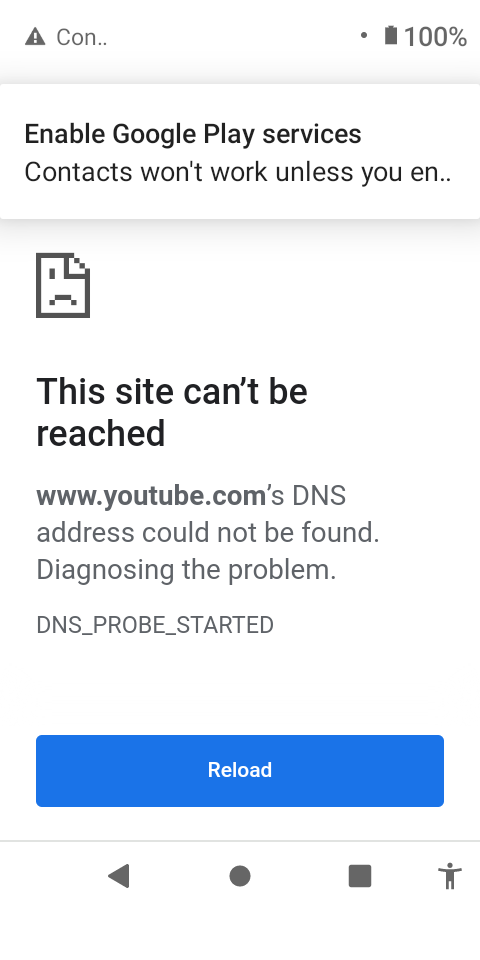 Con..
100%
Enable Google Play services
Contacts won't work unless you en..
This site can’t be
reached
www.youtube.com’s DNS
address could not be found.
Diagnosing the problem.
DNS_PROBE_STARTED
Reload